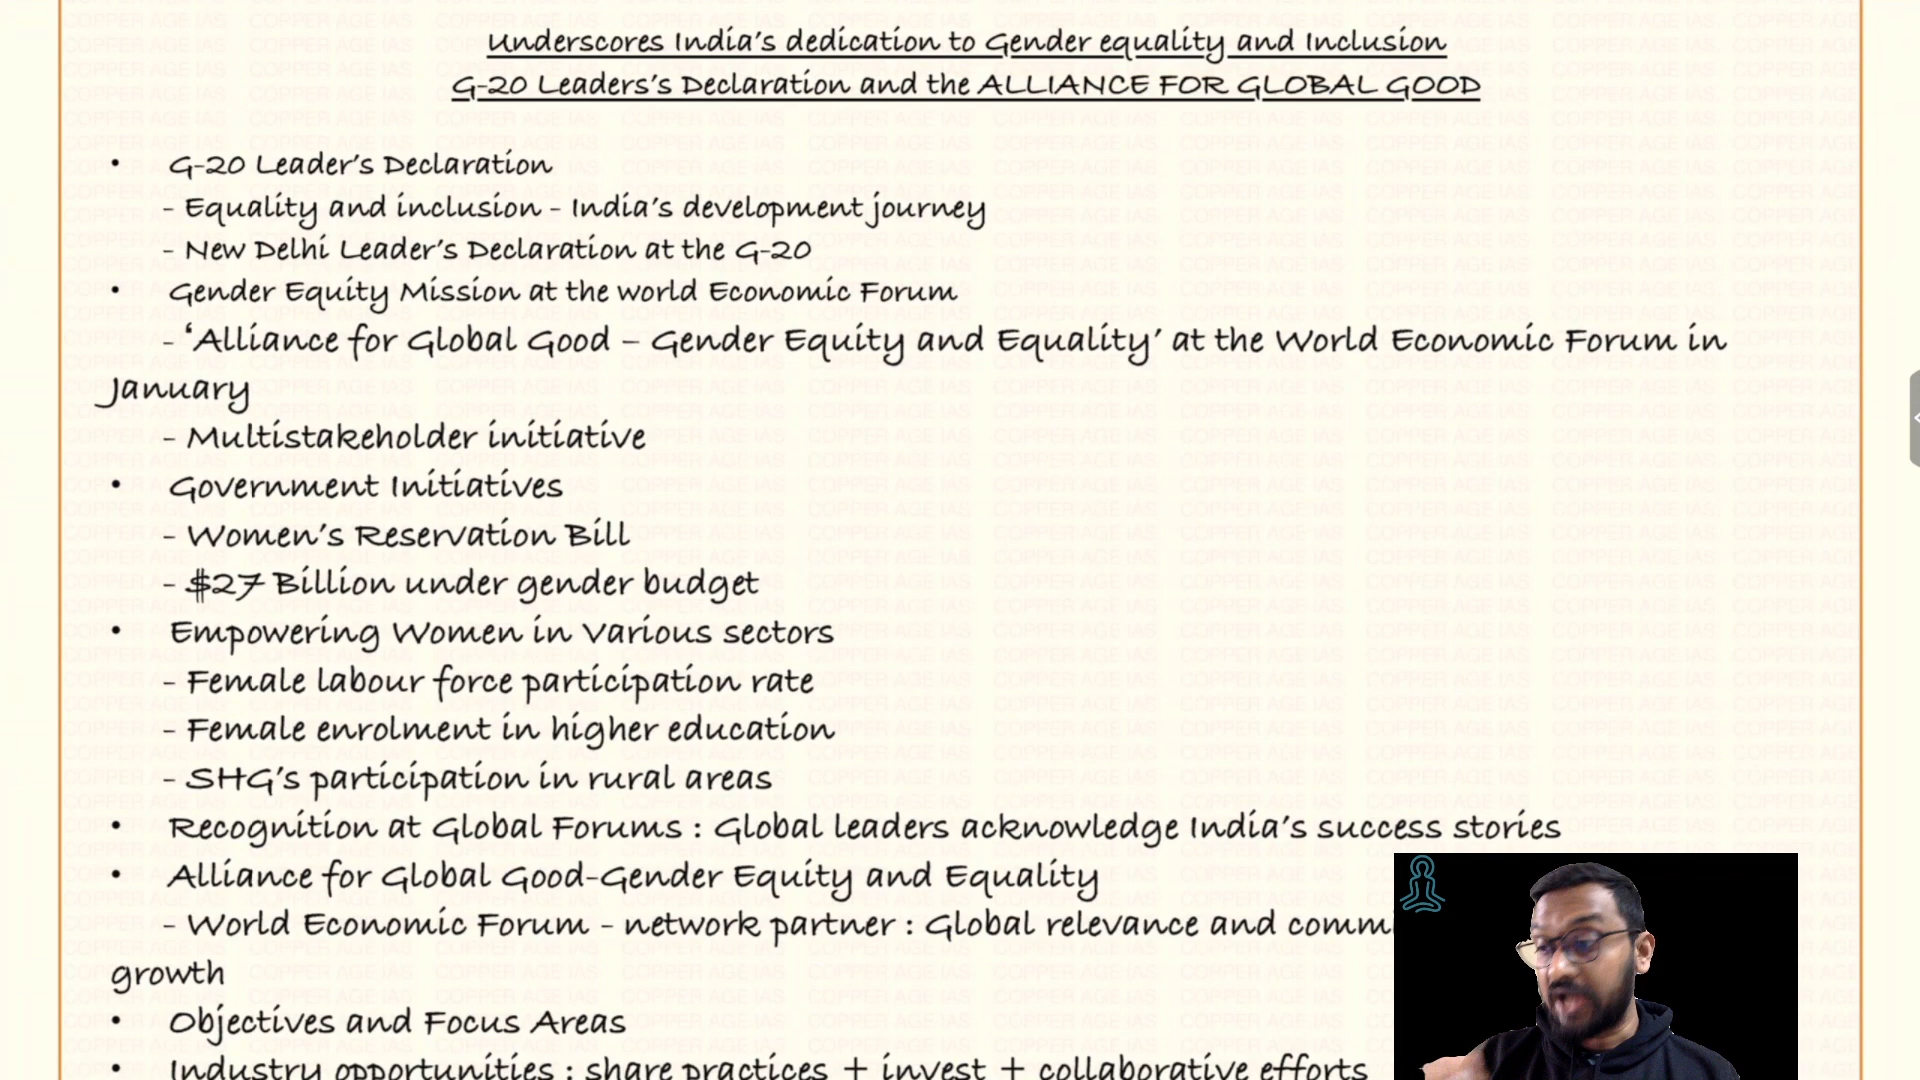 Underscores India's dedication to Gender equality and Inclusion
G-20 Leaders's Declaration and the ALLIANCE FOR GLOBAL GOOD
• G-20 Leader's Declaration
- Equality and inclusion - India's development journey
- New Delhi Leader's Declaration at the G-20
• Gender Equity Mission at the world Economic Forum
- 'Alliance for Global Good - Gender Equity and Equality' at the World Economic Forum in
January
- Multistakeholder initiative
• Government Initiatives
- Women's Reservation Bill
- $27 Billion under gender budget
• Empowering Women in Various sectors
- Female labour force participation rate
- Female enrolment in higher education
- SHG's participation in rural areas
• Recognition at Global Forums : Global leaders acknowledge India's success stories
• Alliance for Global Good-Gender Equity and Equality
- World Economic Forum - network partner : Global relevance and commi
growth
• Objectives and Focus Areas
• Industry opportunities : share practices + invest + collaborative efforts
COPPER AGE IAS